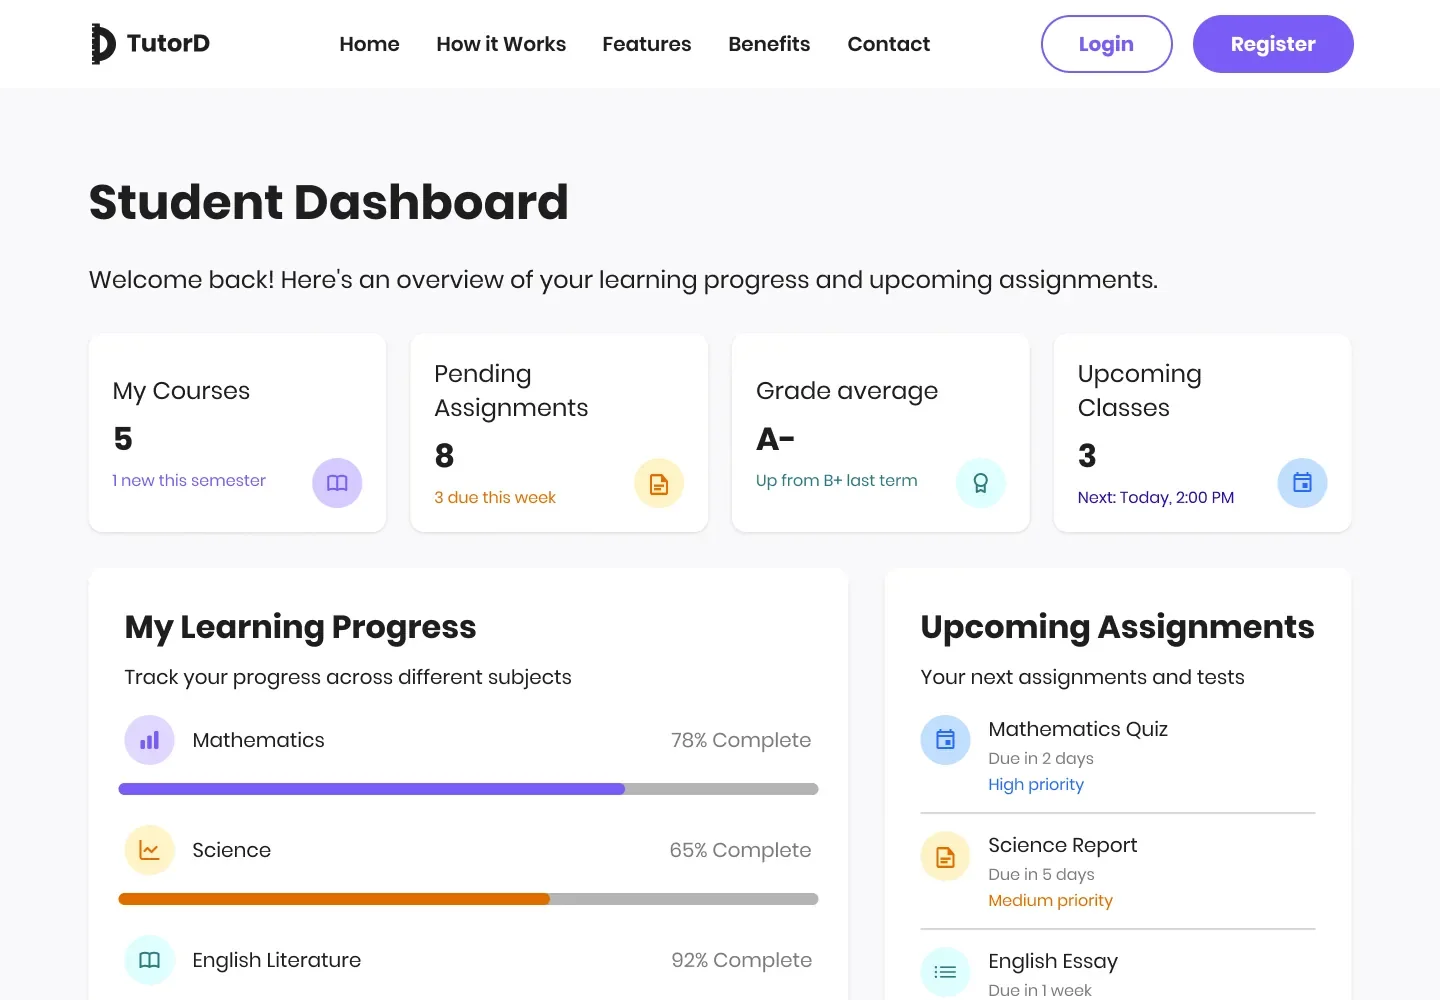 TutorD
Home
How it Works
Features
Benefits
Contact
Login
Register
Student Dashboard
Welcome back! Here's an overview of your learning progress and upcoming assignments.
My Courses
5
1 new this semester
Pending
Assignments
8
3 due this week
Grade average
A-
Up from B+ last term
Upcoming
Classes
3
Next: Today, 2:00 PM
My Learning Progress
Track your progress across different subjects
Mathematics
78% Complete
Science
65% Complete
English Literature
92% Complete
Upcoming Assignments
Your next assignments and tests
Mathematics Quiz
Due in 2 days
High priority
Science Report
Due in 5 days
Medium priority
English Essay
Due in 1 week